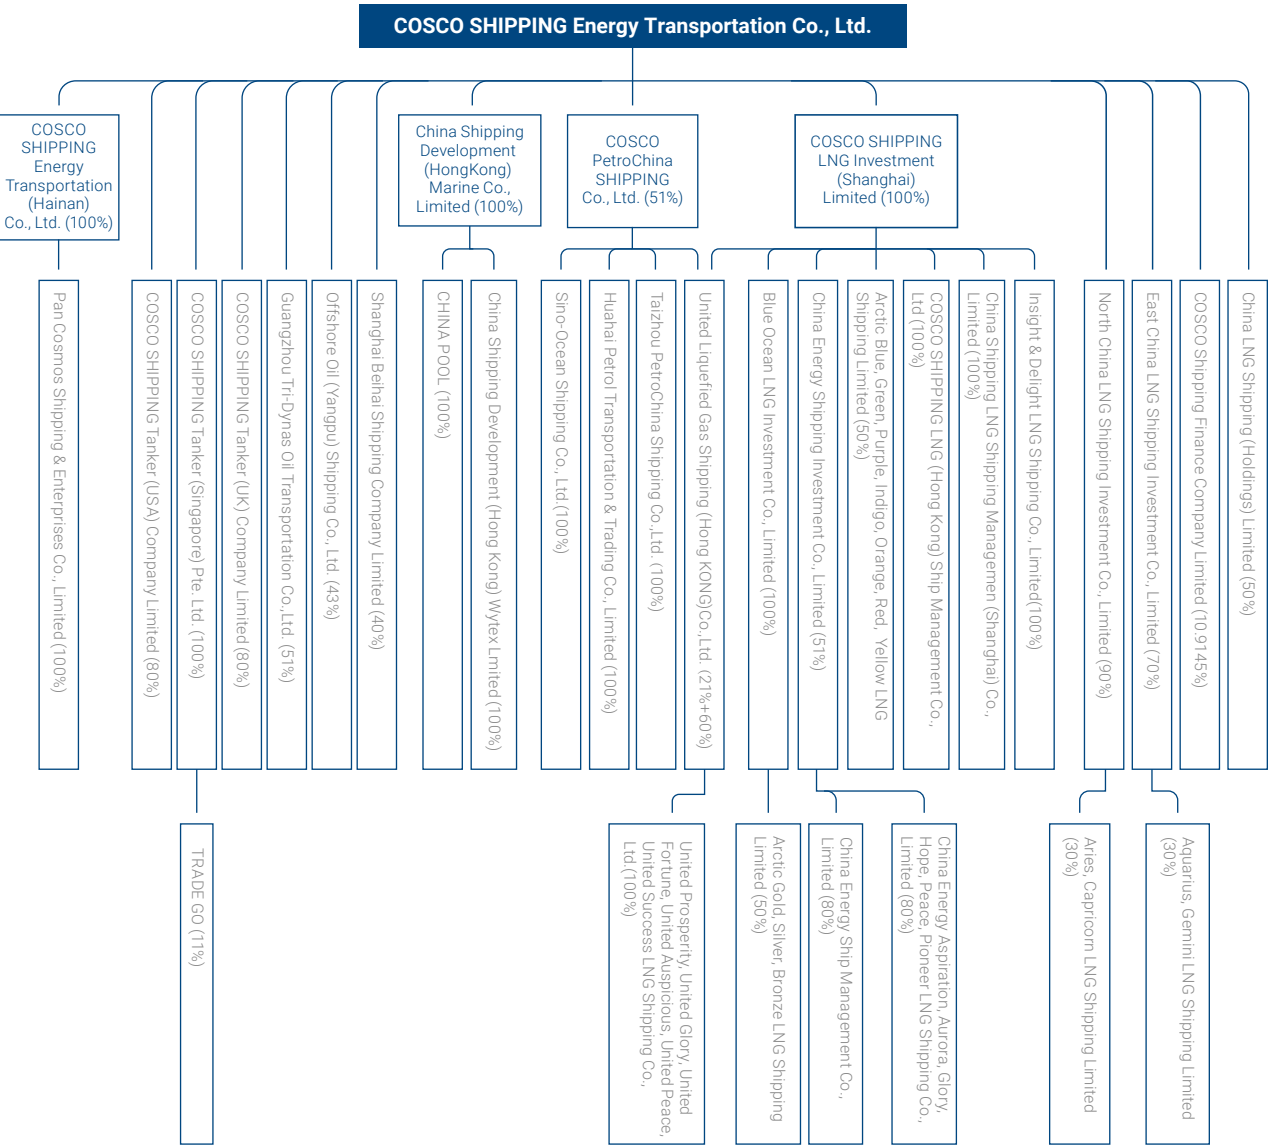 COSCO SHIPPING Energy Transportation Co., Ltd.
COSCO
SHIPPING
Energy
Transportation
(Hainan)
Co., Ltd. (100%)
China Shipping
Development
(HongKong)
Marine Co.,
Limited (100%)
COSCO
PetroChina
SHIPPING
Co., Ltd. (51%)
COSCO SHIPPING
LNG Investment
(Shanghai)
Limited (100%)
Pan Cosmos Shipping & Enterprises Co., Limited (100%)
COSCO SHIPPING Tanker (USA) Company Limited (80%)
COSCO SHIPPING Tanker (Singapore) Pte. Ltd. (100%)
COSCO SHIPPING Tanker (UK) Company Limited (80%)
Guangzhou Tri-Dynas Oil Transportation Co.,Ltd. (51%)
Offshore Oil (Yangpu) Shipping Co., Ltd. (43%)
Shanghai Beihai Shipping Company Limited (40%)
CHINA POOL (100%)
China Shipping Development (Hong Kong) Wytex Lmited (100%)
Sino-Ocean Shipping Co., Ltd.(100%)
Huahai Petrol Transportation & Trading Co., Limited (100%)
Taizhou PetroChina Shipping Co.,Ltd. (100%)
United Liquefied Gas Shipping (Hong KONG)Co.,Ltd. (21%+60%)
Blue Ocean LNG Investment Co., Limited (100%)
China Energy Shipping Investment Co., Limited (51%)
Arctic Blue, Green, Purple, Indigo, Orange, Red, Yellow LNG
Shipping Limited (50%)
COSCO SHIPPING LNG (Hong Kong) Ship Management Co.,
Ltd (100%)
China Shipping LNG Shipping Managemen (Shanghai) Co.,
Limited (100%)
Insight & Delight LNG Shipping Co., Limited(100%)
North China LNG Shipping Investment Co., Limited (90%)
East China LNG Shipping Investment Co., Limited (70%)
COSCO Shipping Finance Company Limited (10.9145%)
China LNG Shipping (Holdings) Limited (50%)
TRADE GO (11%)
United Prosperity, United Glory, United
Fortune, United Auspicious, United Peace,
United Success LNG Shipping Co.,
Ltd.(100%)
Arctic Gold, Silver, Bronze LNG Shipping
Limited (50%)
China Energy Ship Management Co.,
Limited (80%)
China Energy Aspiration, Aurora, Glory,
Hope, Peace, Pioneer LNG Shipping Co.,
Limited (80%)
Aries, Capricorn LNG Shipping Limited
(30%)
Aquarius, Gemini LNG Shipping Limited
(30%)